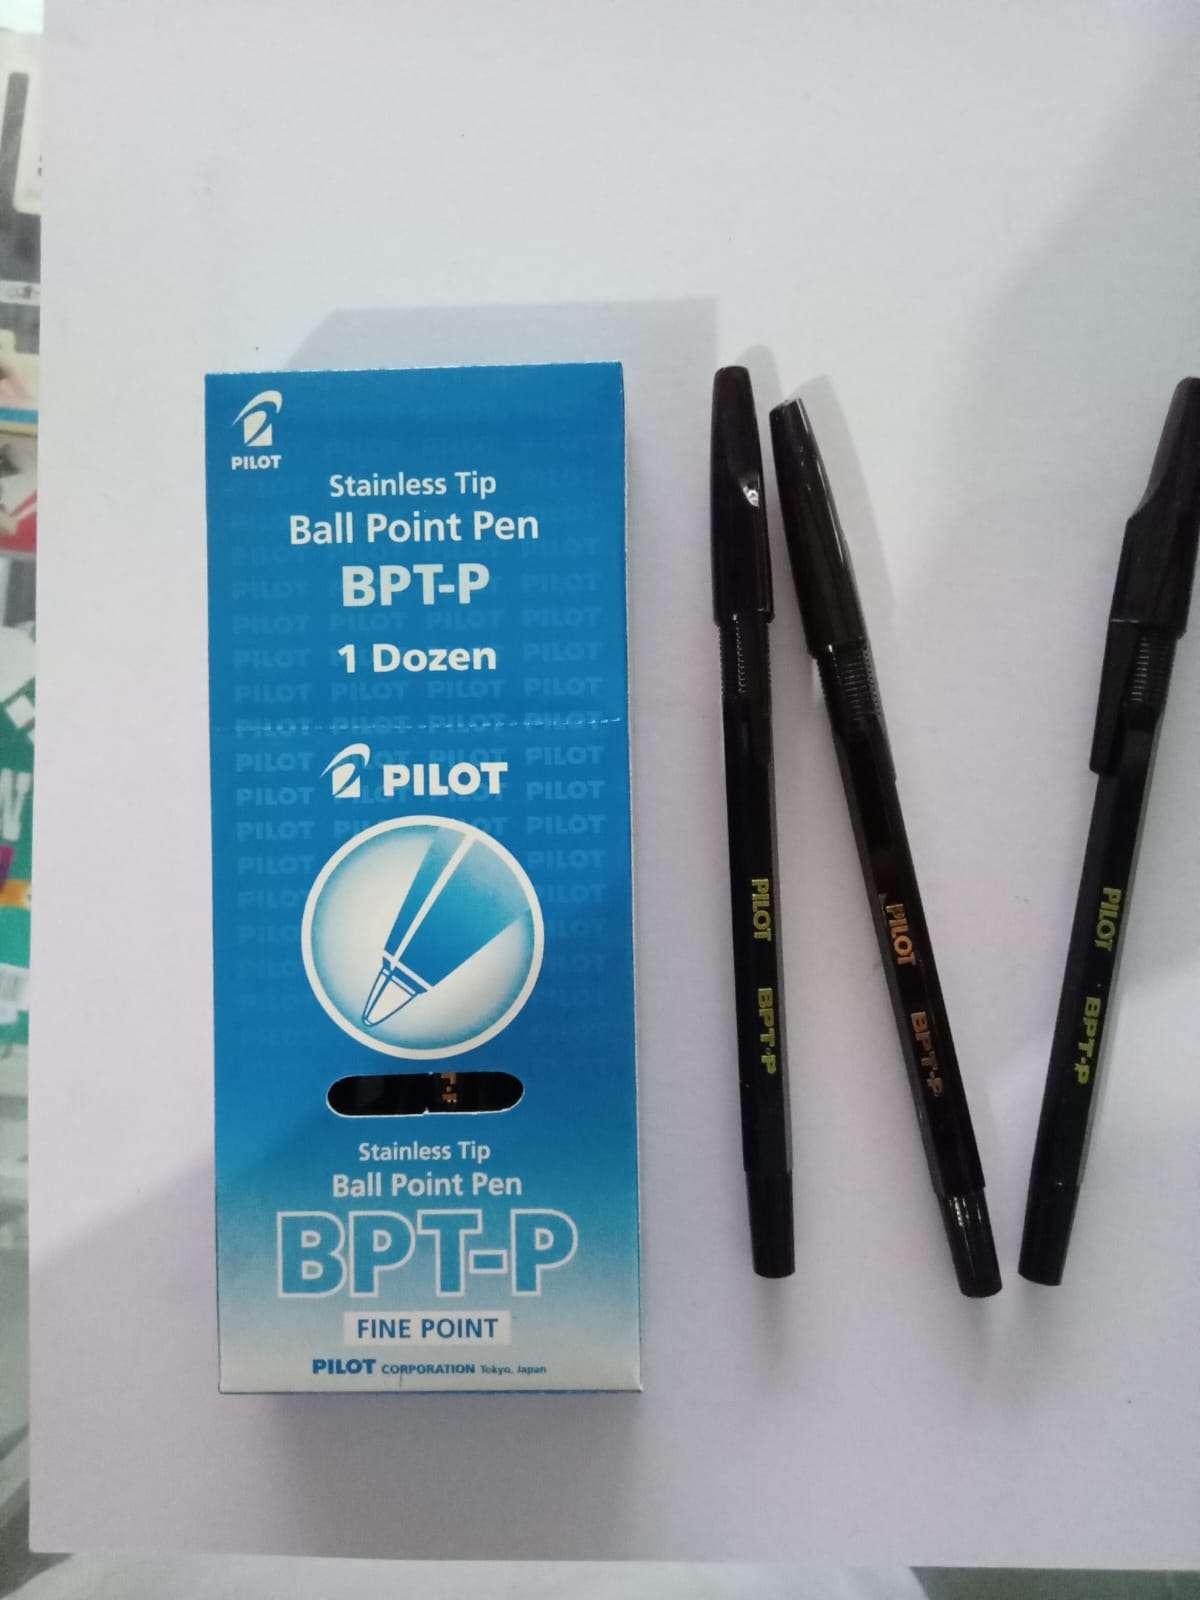 PILOT
Stainless Tip
Ball Point Pen
BPT-P
1 Dozen
PILOT
Stainless Tip
Ball Point Pen
BPT-P
FINE POINT
PILOT CORPORATION Tokyo, Japan
PILOT BPT-P
PILOT BPT-P
PILOT BPT-P